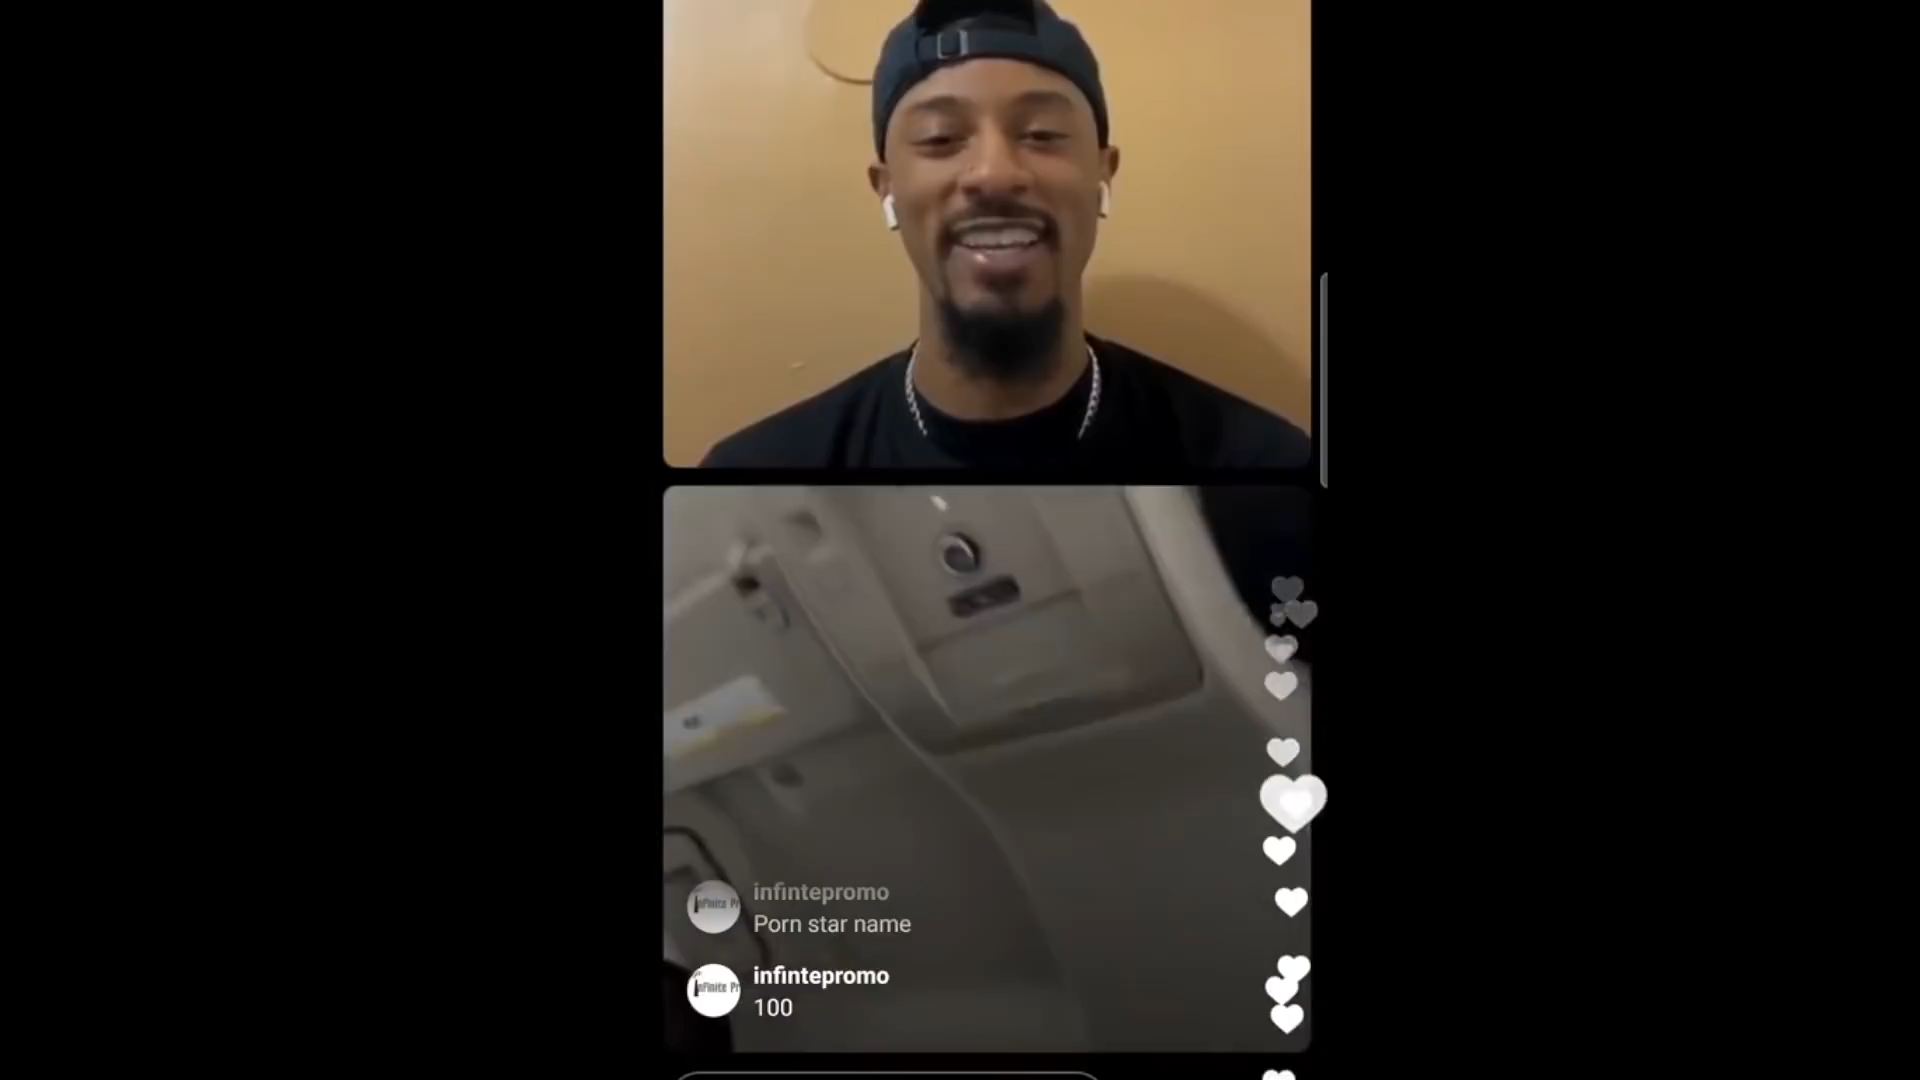 infintepromo
Porn star name
infintepromo
100